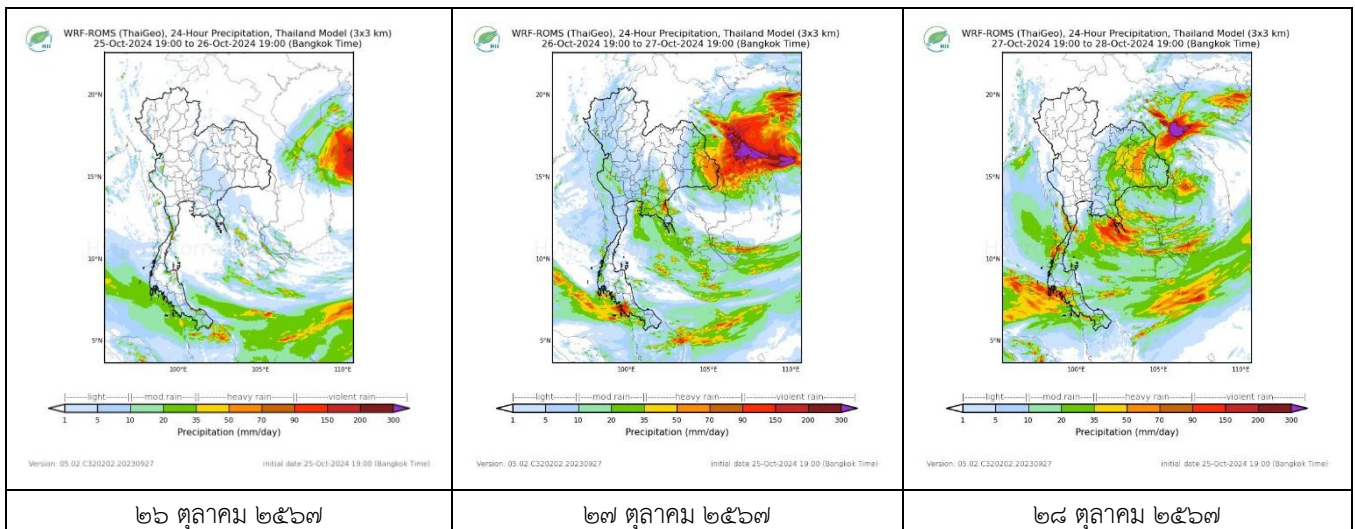 HII
WRF-ROMS (ThaiGeo), 24-Hour Precipitation, Thailand Model (3x3 km)
25-Oct-2024 19:00 to 26-Oct-2024 19:00 (Bangkok Time)
20°N
15°N
10°N
5°N
100°E 105°E 110°E
|------light------||----mod rain----||------heavy rain------||------violent rain------|
1 5 10 20 35 50 70 90 150 200 300
Precipitation (mm/day)
Version: 05.02.C320202.20230927 initial date 25-Oct-2024 19:00 (Bangkok Time)
๒๖ ตุลาคม ๒๕๖๗
HII
WRF-ROMS (ThaiGeo), 24-Hour Precipitation, Thailand Model (3x3 km)
26-Oct-2024 19:00 to 27-Oct-2024 19:00 (Bangkok Time)
20°N
15°N
10°N
5°N
100°E 105°E 110°E
|------light------||----mod rain----||------heavy rain------||------violent rain------|
1 5 10 20 35 50 70 90 150 200 300
Precipitation (mm/day)
Version: 05.02.C320202.20230927 initial date 25-Oct-2024 19:00 (Bangkok Time)
๒๗ ตุลาคม ๒๕๖๗
HII
WRF-ROMS (ThaiGeo), 24-Hour Precipitation, Thailand Model (3x3 km)
27-Oct-2024 19:00 to 28-Oct-2024 19:00 (Bangkok Time)
20°N
15°N
10°N
5°N
100°E 105°E 110°E
|------light------||----mod rain----||------heavy rain------||------violent rain------|
1 5 10 20 35 50 70 90 150 200 300
Precipitation (mm/day)
Version: 05.02.C320202.20230927 initial date 25-Oct-2024 19:00 (Bangkok Time)
๒๘ ตุลาคม ๒๕๖๗